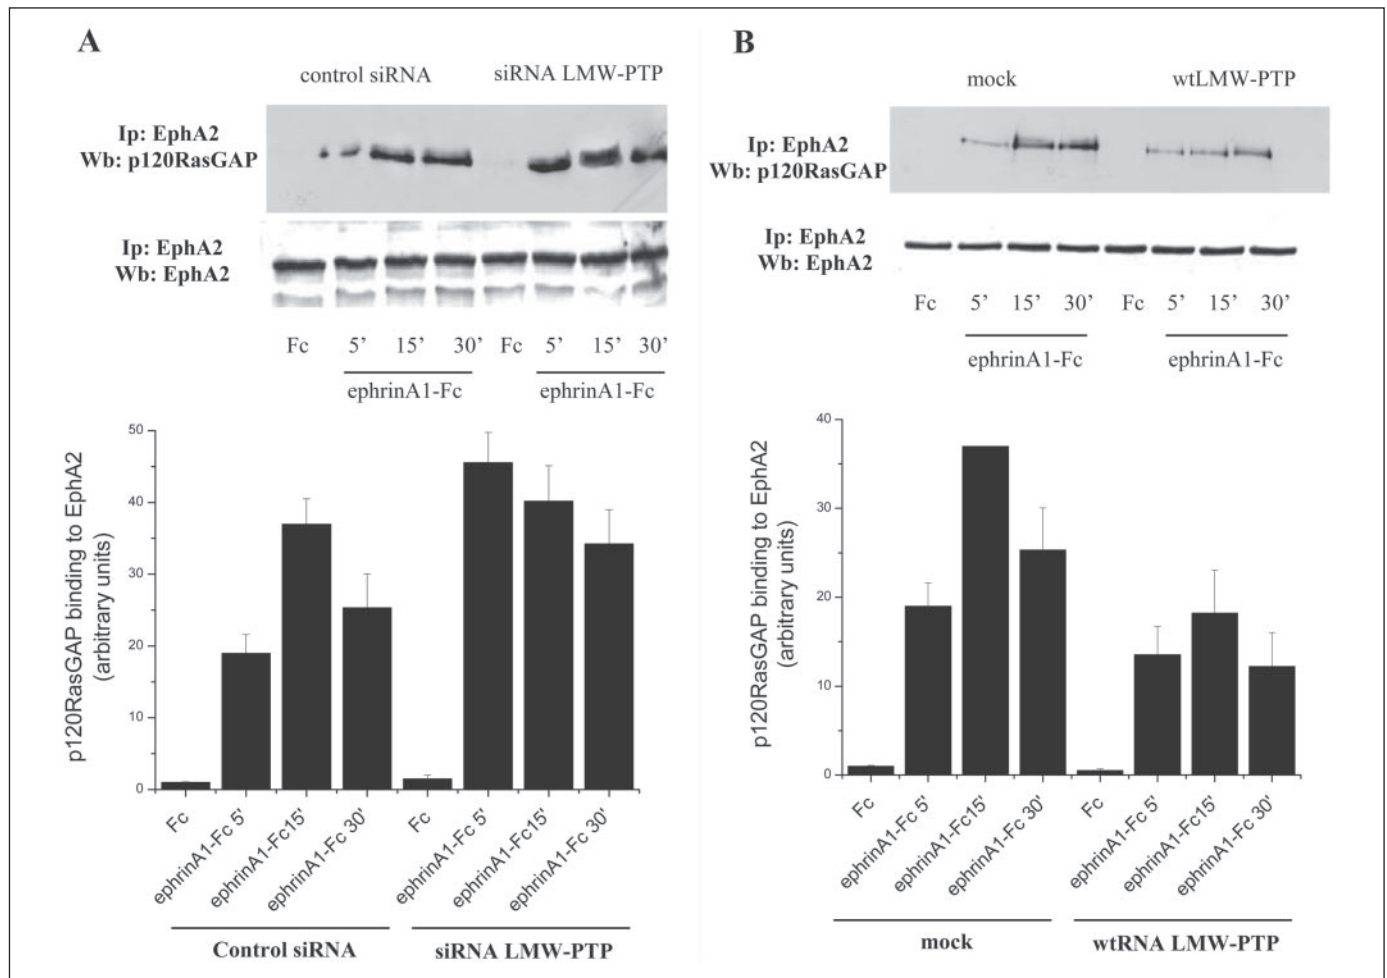 A
control siRNA siRNA LMW-PTP
Ip: EphA2
Wb: p120RasGAP
Ip: EphA2
Wb: EphA2
Fc 5' 15' 30' Fc 5' 15' 30'
ephrinA1-Fc ephrinA1-Fc
p120RasGAP binding to EphA2
(arbitrary units)
50
40
30
20
10
0
Fc
ephrinA1-Fc 5'
ephrinA1-Fc15'
ephrinA1-Fc 30'
Fc
ephrinA1-Fc 5'
ephrinA1-Fc15'
ephrinA1-Fc 30'
Control siRNA siRNA LMW-PTP
B
mock wtLMW-PTP
Ip: EphA2
Wb: p120RasGAP
Ip: EphA2
Wb: EphA2
Fc 5' 15' 30' Fc 5' 15' 30'
ephrinA1-Fc ephrinA1-Fc
p120RasGAP binding to EphA2
(arbitrary units)
40
30
20
10
0
Fc
ephrinA1-Fc 5'
ephrinA1-Fc15'
ephrinA1-Fc 30'
Fc
ephrinA1-Fc 5'
ephrinA1-Fc15'
ephrinA1-Fc 30'
mock wtRNA LMW-PTP